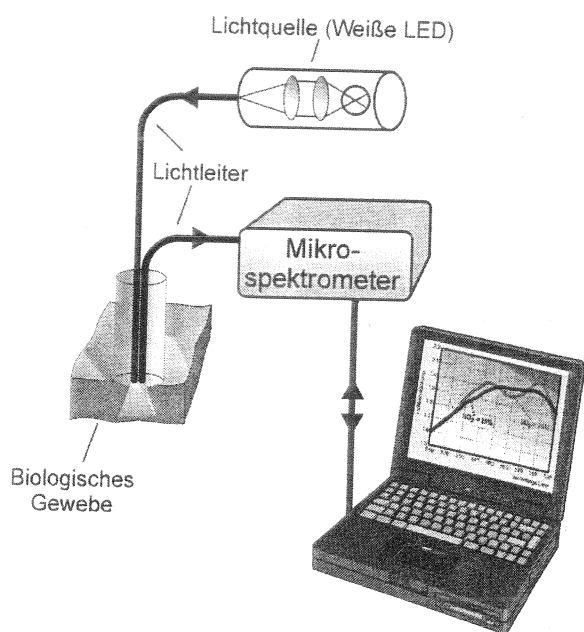 Lichtquelle (Weiße LED)
Lichtleiter
Mikro-
spektrometer
Biologisches
Gewebe